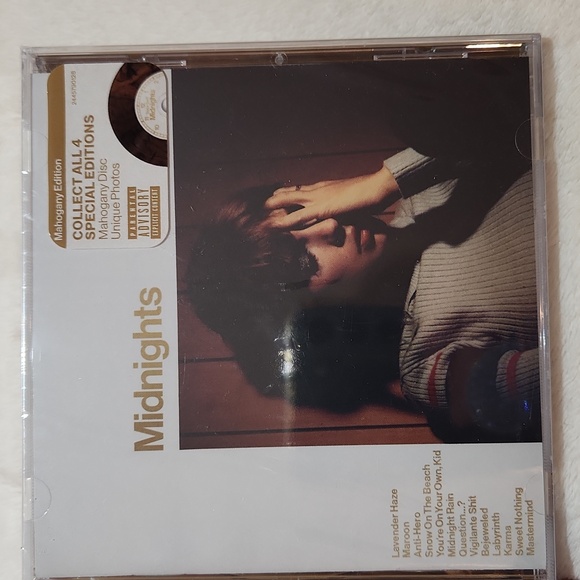 Mahogany Edition
COLLECT ALL 4
SPECIAL EDITIONS
Mahogany Disc
Unique Photos
PARENTAL
ADVISORY
EXPLICIT CONTENT
Midnights
Midnights
Lavender Haze
Maroon
Anti-Hero
Snow On The Beach
You're On Your Own, Kid
Midnight Rain
Question...?
Vigilante Shit
Bejeweled
Labyrinth
Karma
Sweet Nothing
Mastermind